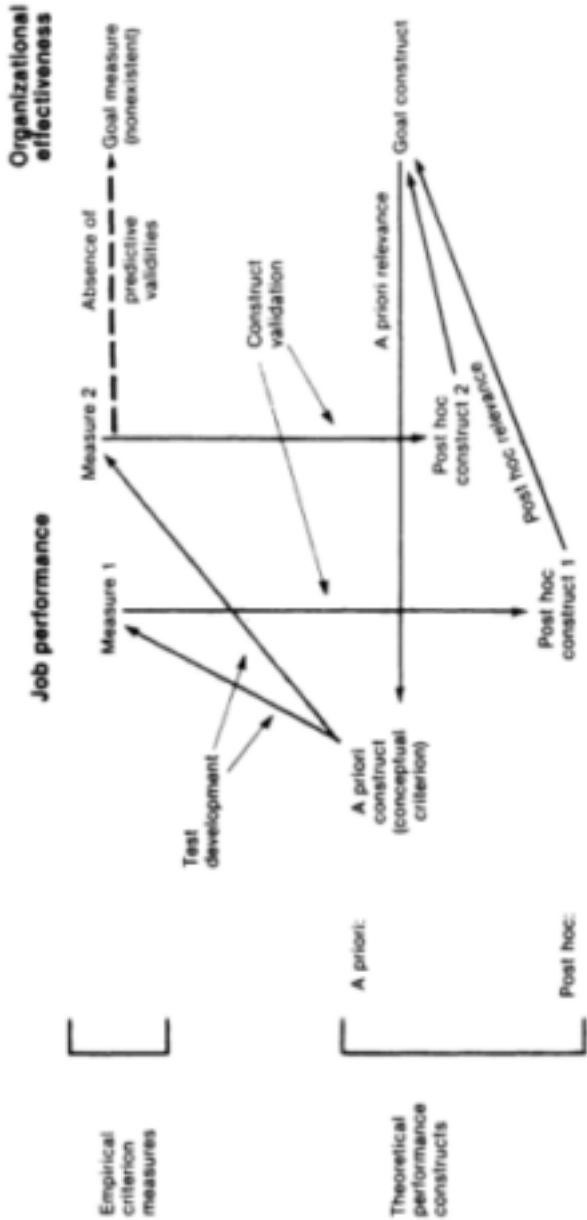 Job performance
Organizational
effectiveness
Empirical
criterion
measures
Measure 1
Measure 2
Absence of
predictive
validities
Goal measure
(nonexistent)
Test
development
Construct
validation
Theoretical
performance
constructs
A priori:
A priori
construct
(conceptual
criterion)
A priori relevance
Goal construct
Post hoc
construct 2
Post hoc relevance
Post hoc:
Post hoc
construct 1